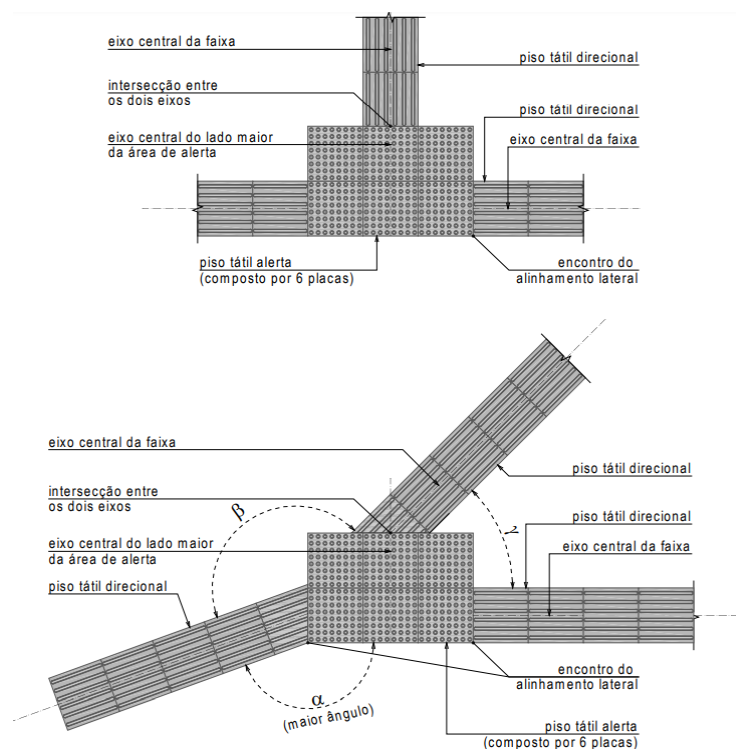 eixo central da faixa
piso tátil direcional
intersecção entre
os dois eixos
piso tátil direcional
eixo central do lado maior
da área de alerta
eixo central da faixa
piso tátil alerta
(composto por 6 placas)
encontro do
alinhamento lateral
eixo central da faixa
piso tátil direcional
intersecção entre
os dois eixos
β
γ
piso tátil direcional
eixo central do lado maior
da área de alerta
eixo central da faixa
piso tátil direcional
encontro do
alinhamento lateral
α
(maior ângulo)
piso tátil alerta
(composto por 6 placas)